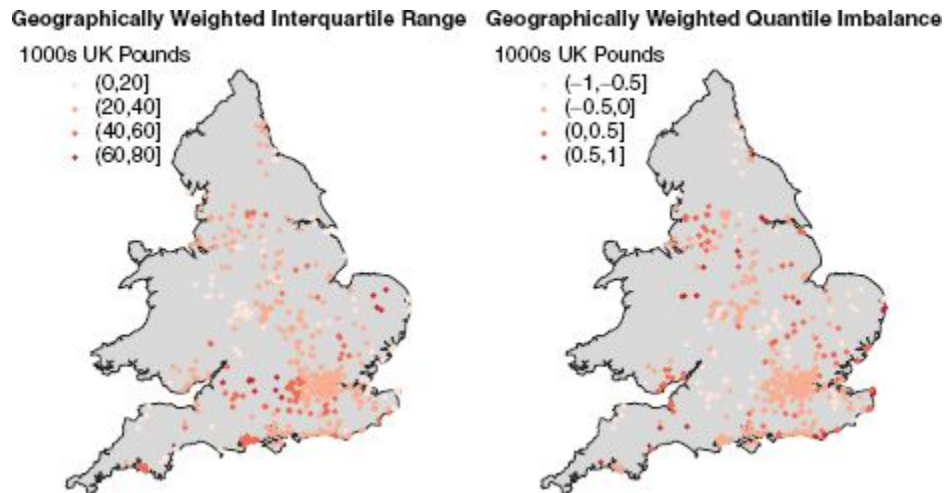 Geographically Weighted Interquartile Range
1000s UK Pounds
(0,20]
(20,40]
(40,60]
(60,80]
Geographically Weighted Quantile Imbalance
1000s UK Pounds
(−1,−0.5]
(−0.5,0]
(0,0.5]
(0.5,1]